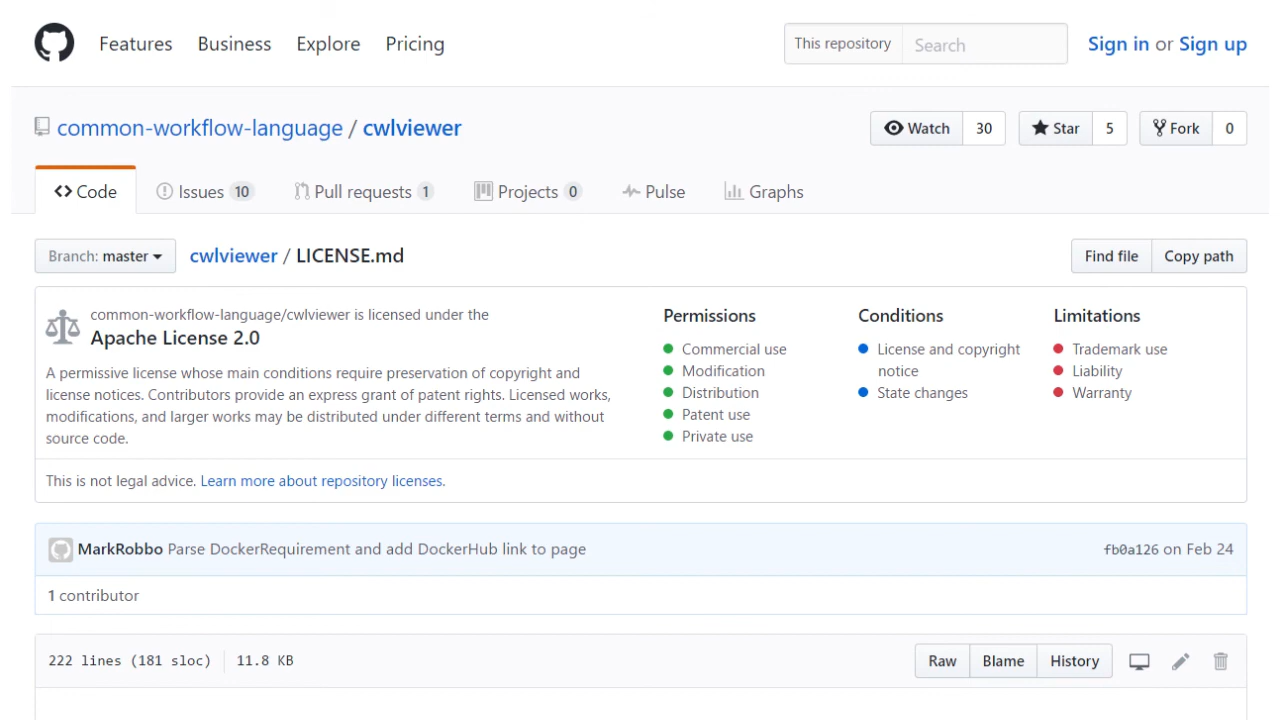 Features Business Explore Pricing This repository Search Sign in or Sign up
common-workflow-language / cwlviewer Watch 30 Star 5 Fork 0
Code Issues 10 Pull requests 1 Projects 0 Pulse Graphs
Branch: master cwlviewer / LICENSE.md Find file Copy path
common-workflow-language/cwlviewer is licensed under the
Apache License 2.0
A permissive license whose main conditions require preservation of copyright and
license notices. Contributors provide an express grant of patent rights. Licensed works,
modifications, and larger works may be distributed under different terms and without
source code.
Permissions
Commercial use
Modification
Distribution
Patent use
Private use
Conditions
License and copyright
notice
State changes
Limitations
Trademark use
Liability
Warranty
This is not legal advice. Learn more about repository licenses.
MarkRobbo Parse DockerRequirement and add DockerHub link to page fb0a126 on Feb 24
1 contributor
222 lines (181 sloc) 11.8 KB Raw Blame History